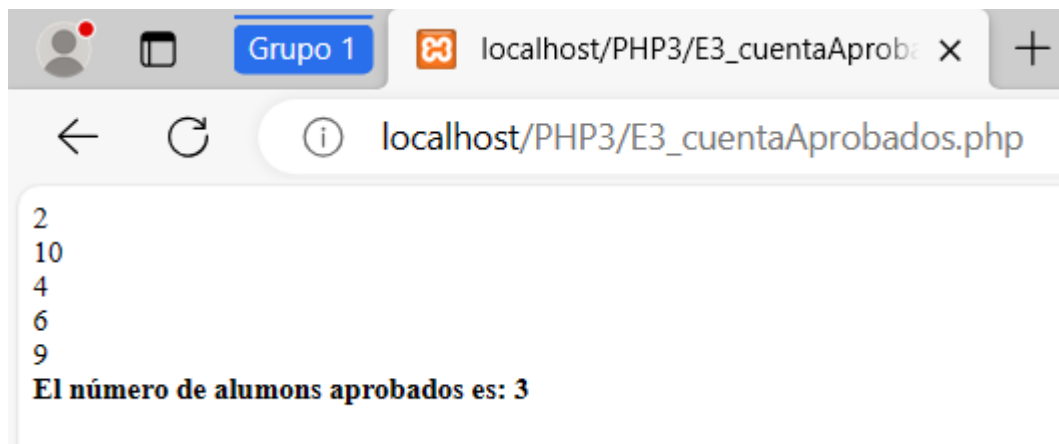 Grupo 1
localhost/PHP3/E3_cuentaAproba
localhost/PHP3/E3_cuentaAprobados.php
2
10
4
6
9
El número de alumons aprobados es: 3